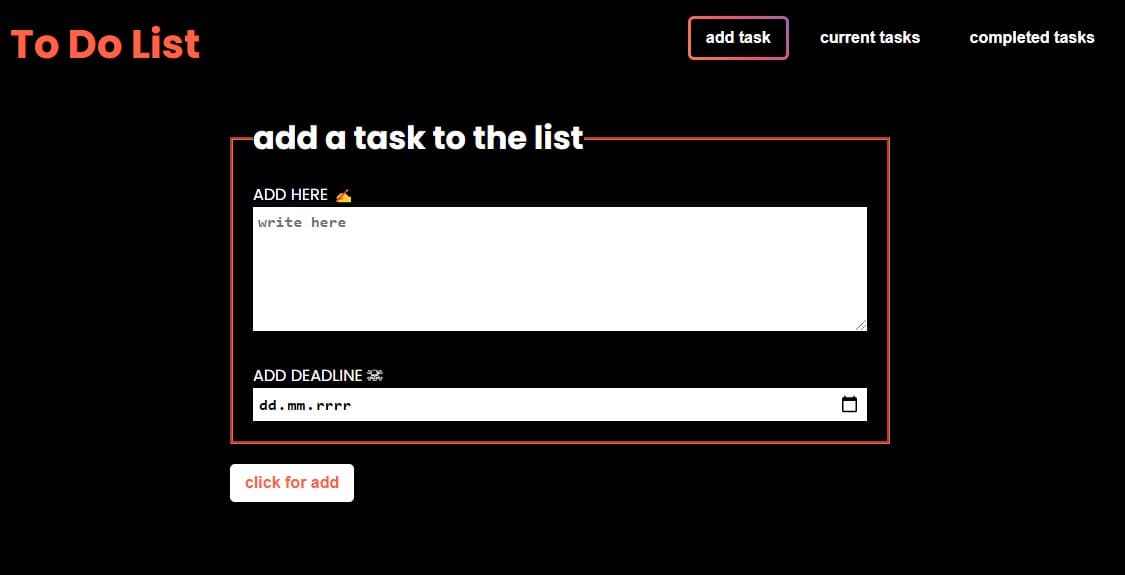 To Do List
add task
current tasks
completed tasks
add a task to the list
ADD HERE ✍️
write here
ADD DEADLINE ☠️
dd.mm.rrrr
click for add